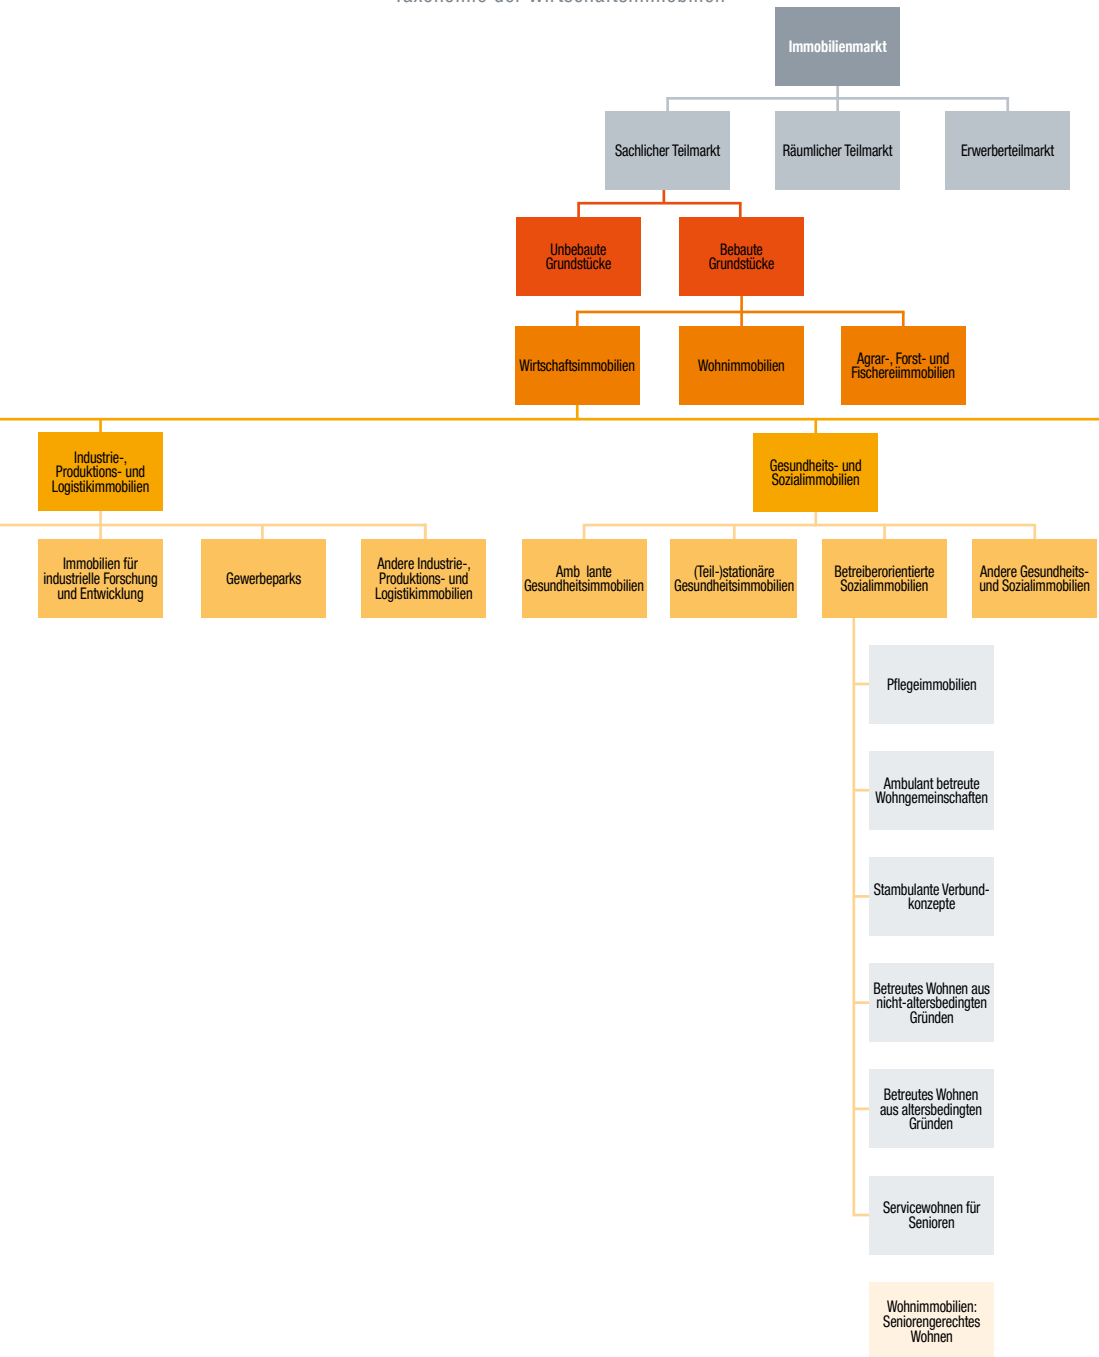 Taxonomie der Wirtschaftsimmobilien
Immobilienmarkt
Sachlicher Teilmarkt
Räumlicher Teilmarkt
Erwerberteilmarkt
Unbebaute
Grundstücke
Bebaute
Grundstücke
Wirtschaftsimmobilien
Wohnimmobilien
Agrar-, Forst- und
Fischereiimmobilien
Industrie-,
Produktions- und
Logistikimmobilien
Gesundheits- und
Sozialimmobilien
Immobilien für
industrielle Forschung
und Entwicklung
Gewerbeparks
Andere Industrie-,
Produktions- und
Logistikimmobilien
Amb lante
Gesundheitsimmobilien
(Teil-)stationäre
Gesundheitsimmobilien
Betreiberorientierte
Sozialimmobilien
Andere Gesundheits-
und Sozialimmobilien
Pflegeimmobilien
Ambulant betreute
Wohngemeinschaften
Stambulante Verbund-
konzepte
Betreutes Wohnen aus
nicht-altersbedingten
Gründen
Betreutes Wohnen
aus altersbedingten
Gründen
Servicewohnen für
Senioren
Wohnimmobilien:
Seniorengerechtes
Wohnen